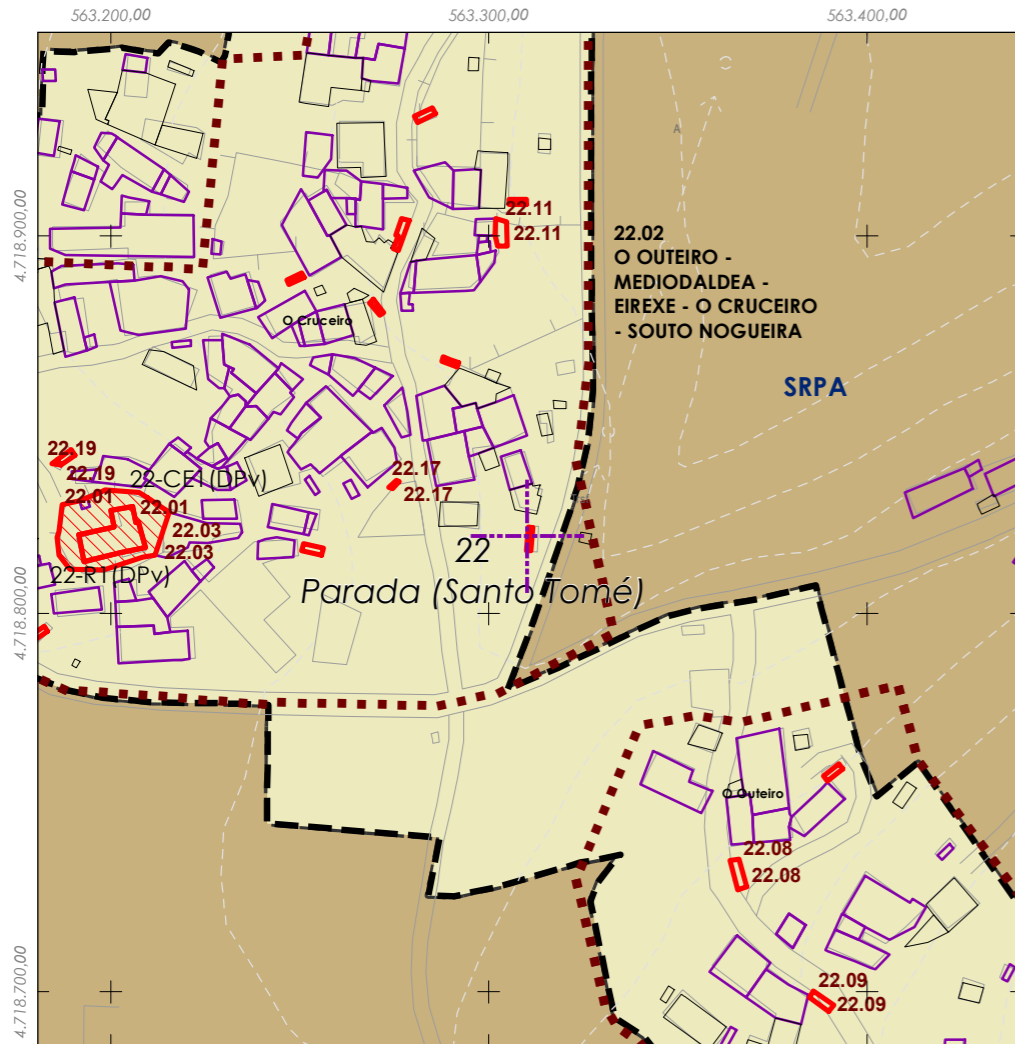 563.200,00
563.300,00
563.400,00
4.718.900,00
4.718.800,00
4.718.700,00
22.11
22.11
22.02
O OUTEIRO -
MEDIODALDEA -
EIREXE - O CRUCEIRO
- SOUTO NOGUEIRA
A
O Cruceiro
SRPA
22.19
22.19
22-CE1(DPv)
22.17
22.17
22.01
22.01
22.03
22.03
22-R1(DPv)
22
Parada (Santo Tomé)
O Outeiro
22.08
22.08
22.09
22.09